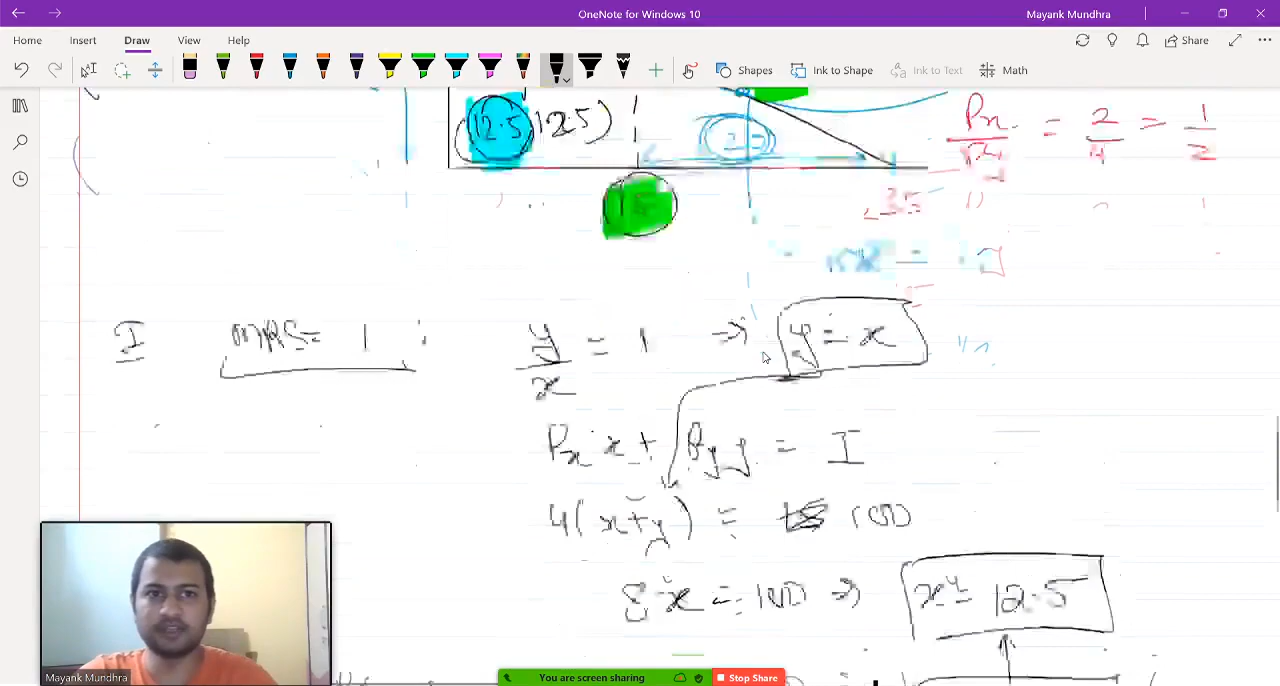 OneNote for Windows 10
Mayank Mundhra
Home Insert Draw View Help
Share
Shapes Ink to Shape Ink to Text Math
12.5 (12.5)
Px = 2/4 = 1/2
35
I MRS = 1 : y/x = 1 ⇒ y = x
Px x + Py y = I
4(x+y) = 100
8x = 100 ⇒ x = 12.5
Mayank Mundhra
You are screen sharing
Stop Share